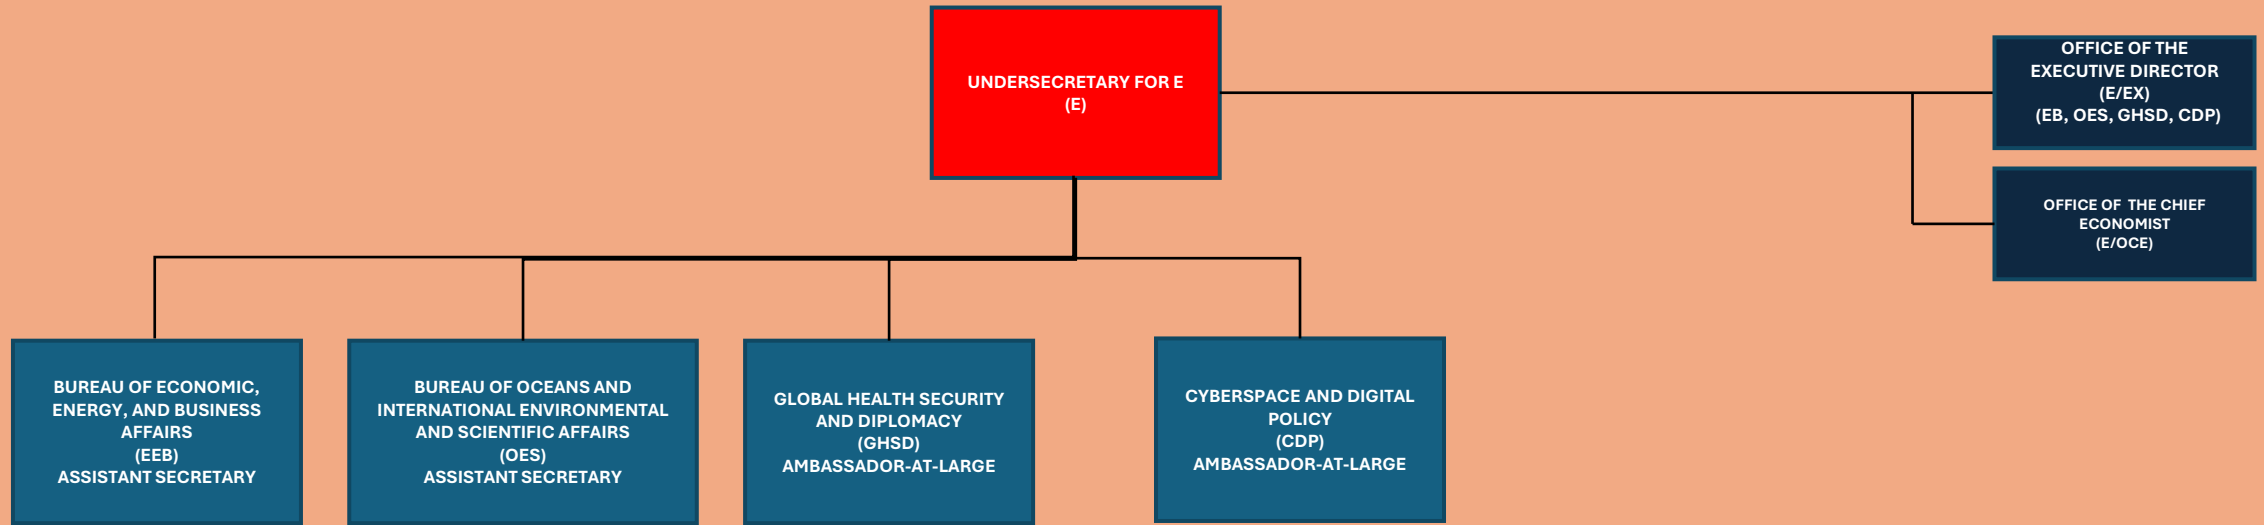 UNDERSECRETARY FOR E
(E)
OFFICE OF THE
EXECUTIVE DIRECTOR
(E/EX)
(EB, OES, GHSD, CDP)
OFFICE OF THE CHIEF
ECONOMIST
(E/OCE)
BUREAU OF ECONOMIC,
ENERGY, AND BUSINESS
AFFAIRS
(EEB)
ASSISTANT SECRETARY
BUREAU OF OCEANS AND
INTERNATIONAL ENVIRONMENTAL
AND SCIENTIFIC AFFAIRS
(OES)
ASSISTANT SECRETARY
GLOBAL HEALTH SECURITY
AND DIPLOMACY
(GHSD)
AMBASSADOR-AT-LARGE
CYBERSPACE AND DIGITAL
POLICY
(CDP)
AMBASSADOR-AT-LARGE